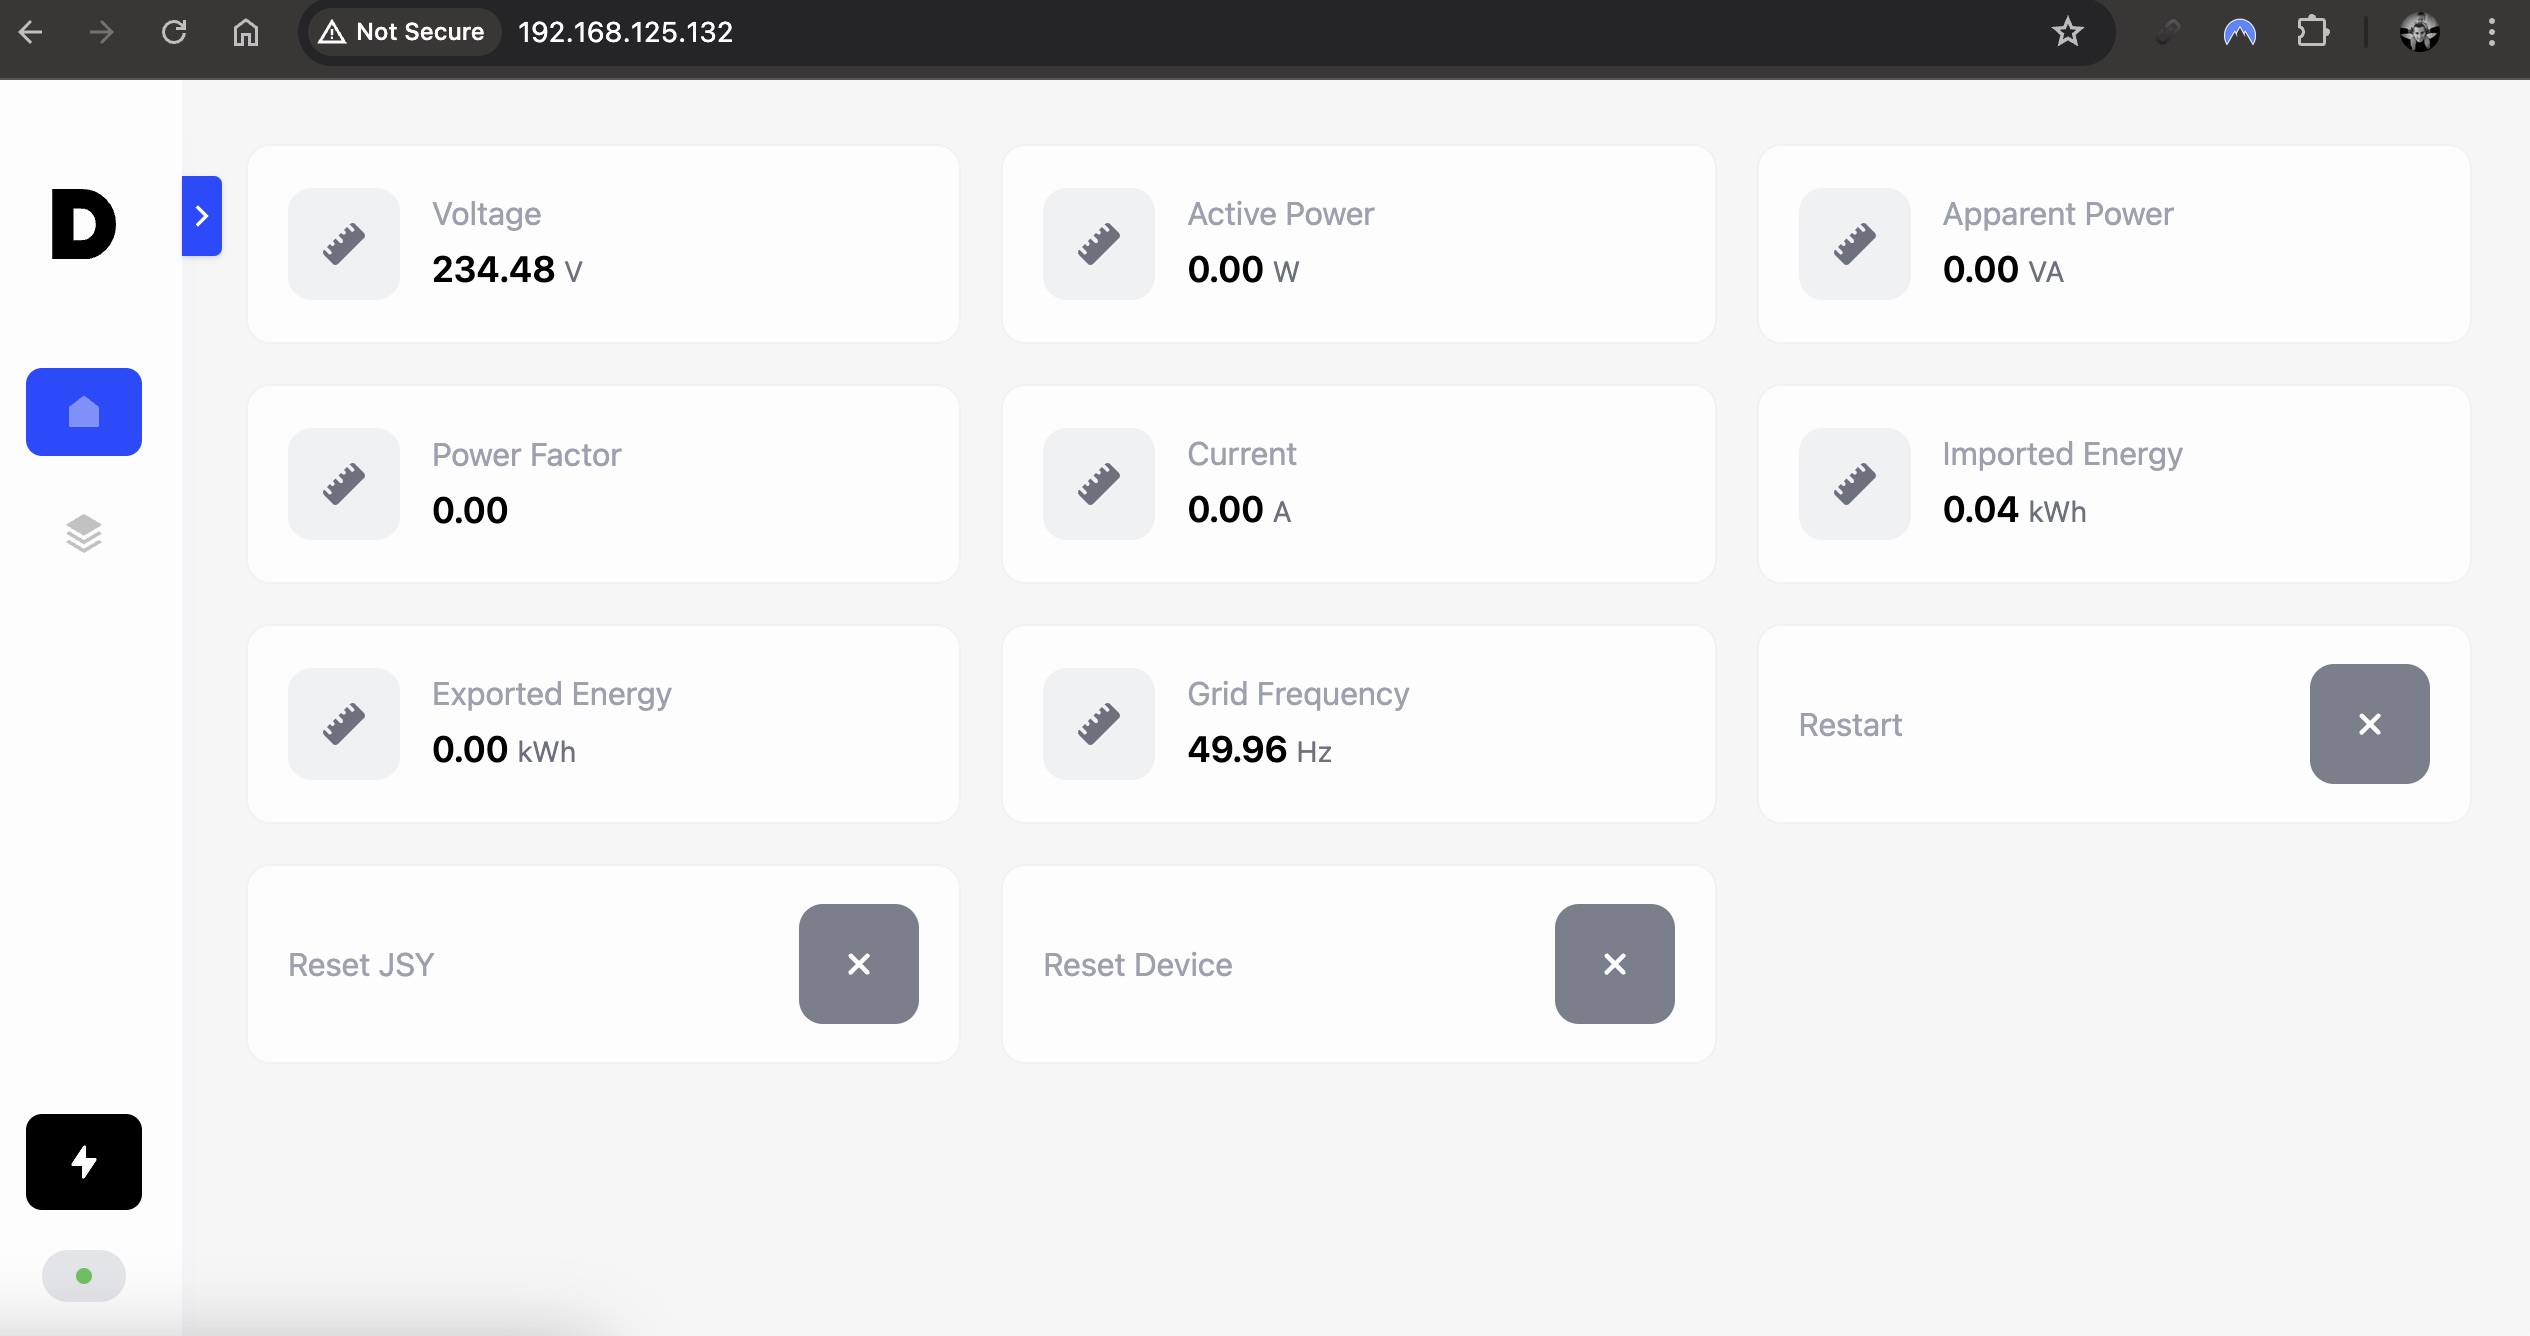 Not Secure 192.168.125.132
D
Voltage
234.48 V
Active Power
0.00 W
Apparent Power
0.00 VA
Power Factor
0.00
Current
0.00 A
Imported Energy
0.04 kWh
Exported Energy
0.00 kWh
Grid Frequency
49.96 Hz
Restart
Reset JSY
Reset Device